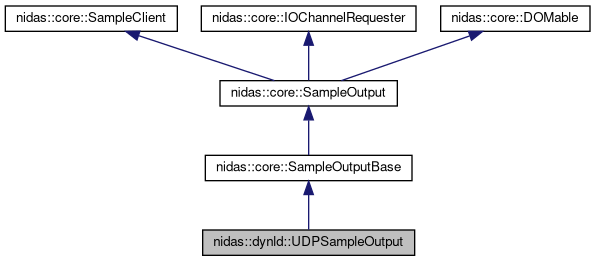 nidas::core::SampleClient
nidas::core::IOChannelRequester
nidas::core::DOMable
nidas::core::SampleOutput
nidas::core::SampleOutputBase
nidas::dynld::UDPSampleOutput